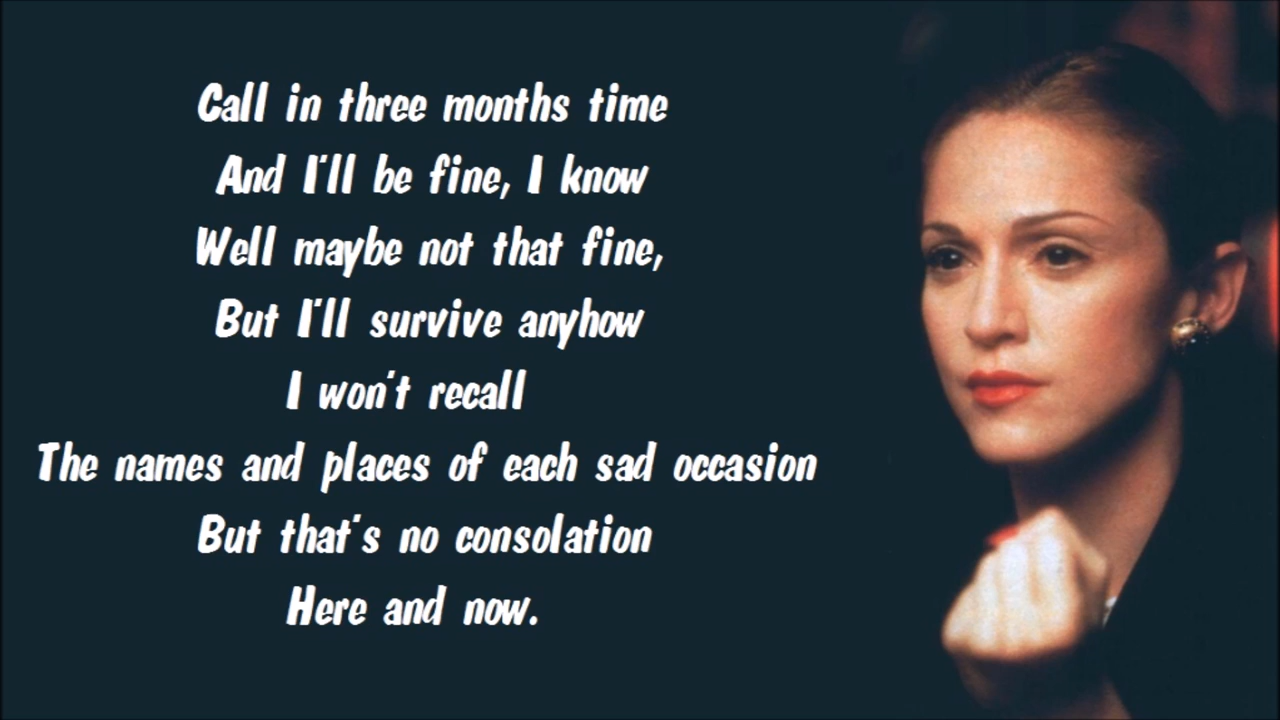 Call in three months time
And I'll be fine, I know
Well maybe not that fine,
But I'll survive anyhow
I won't recall
The names and places of each sad occasion
But that's no consolation
Here and now.